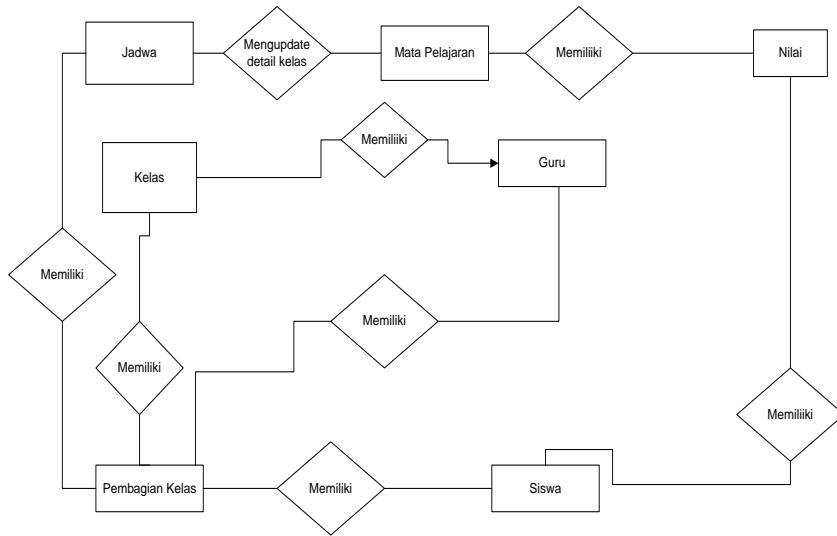 Jadwa
Mengupdate
detail kelas
Mata Pelajaran
Memiliiki
Nilai
Memiliiki
Kelas
Guru
Memiliki
Memiliki
Memiliki
Memiliiki
Pembagian Kelas
Memiliki
Siswa